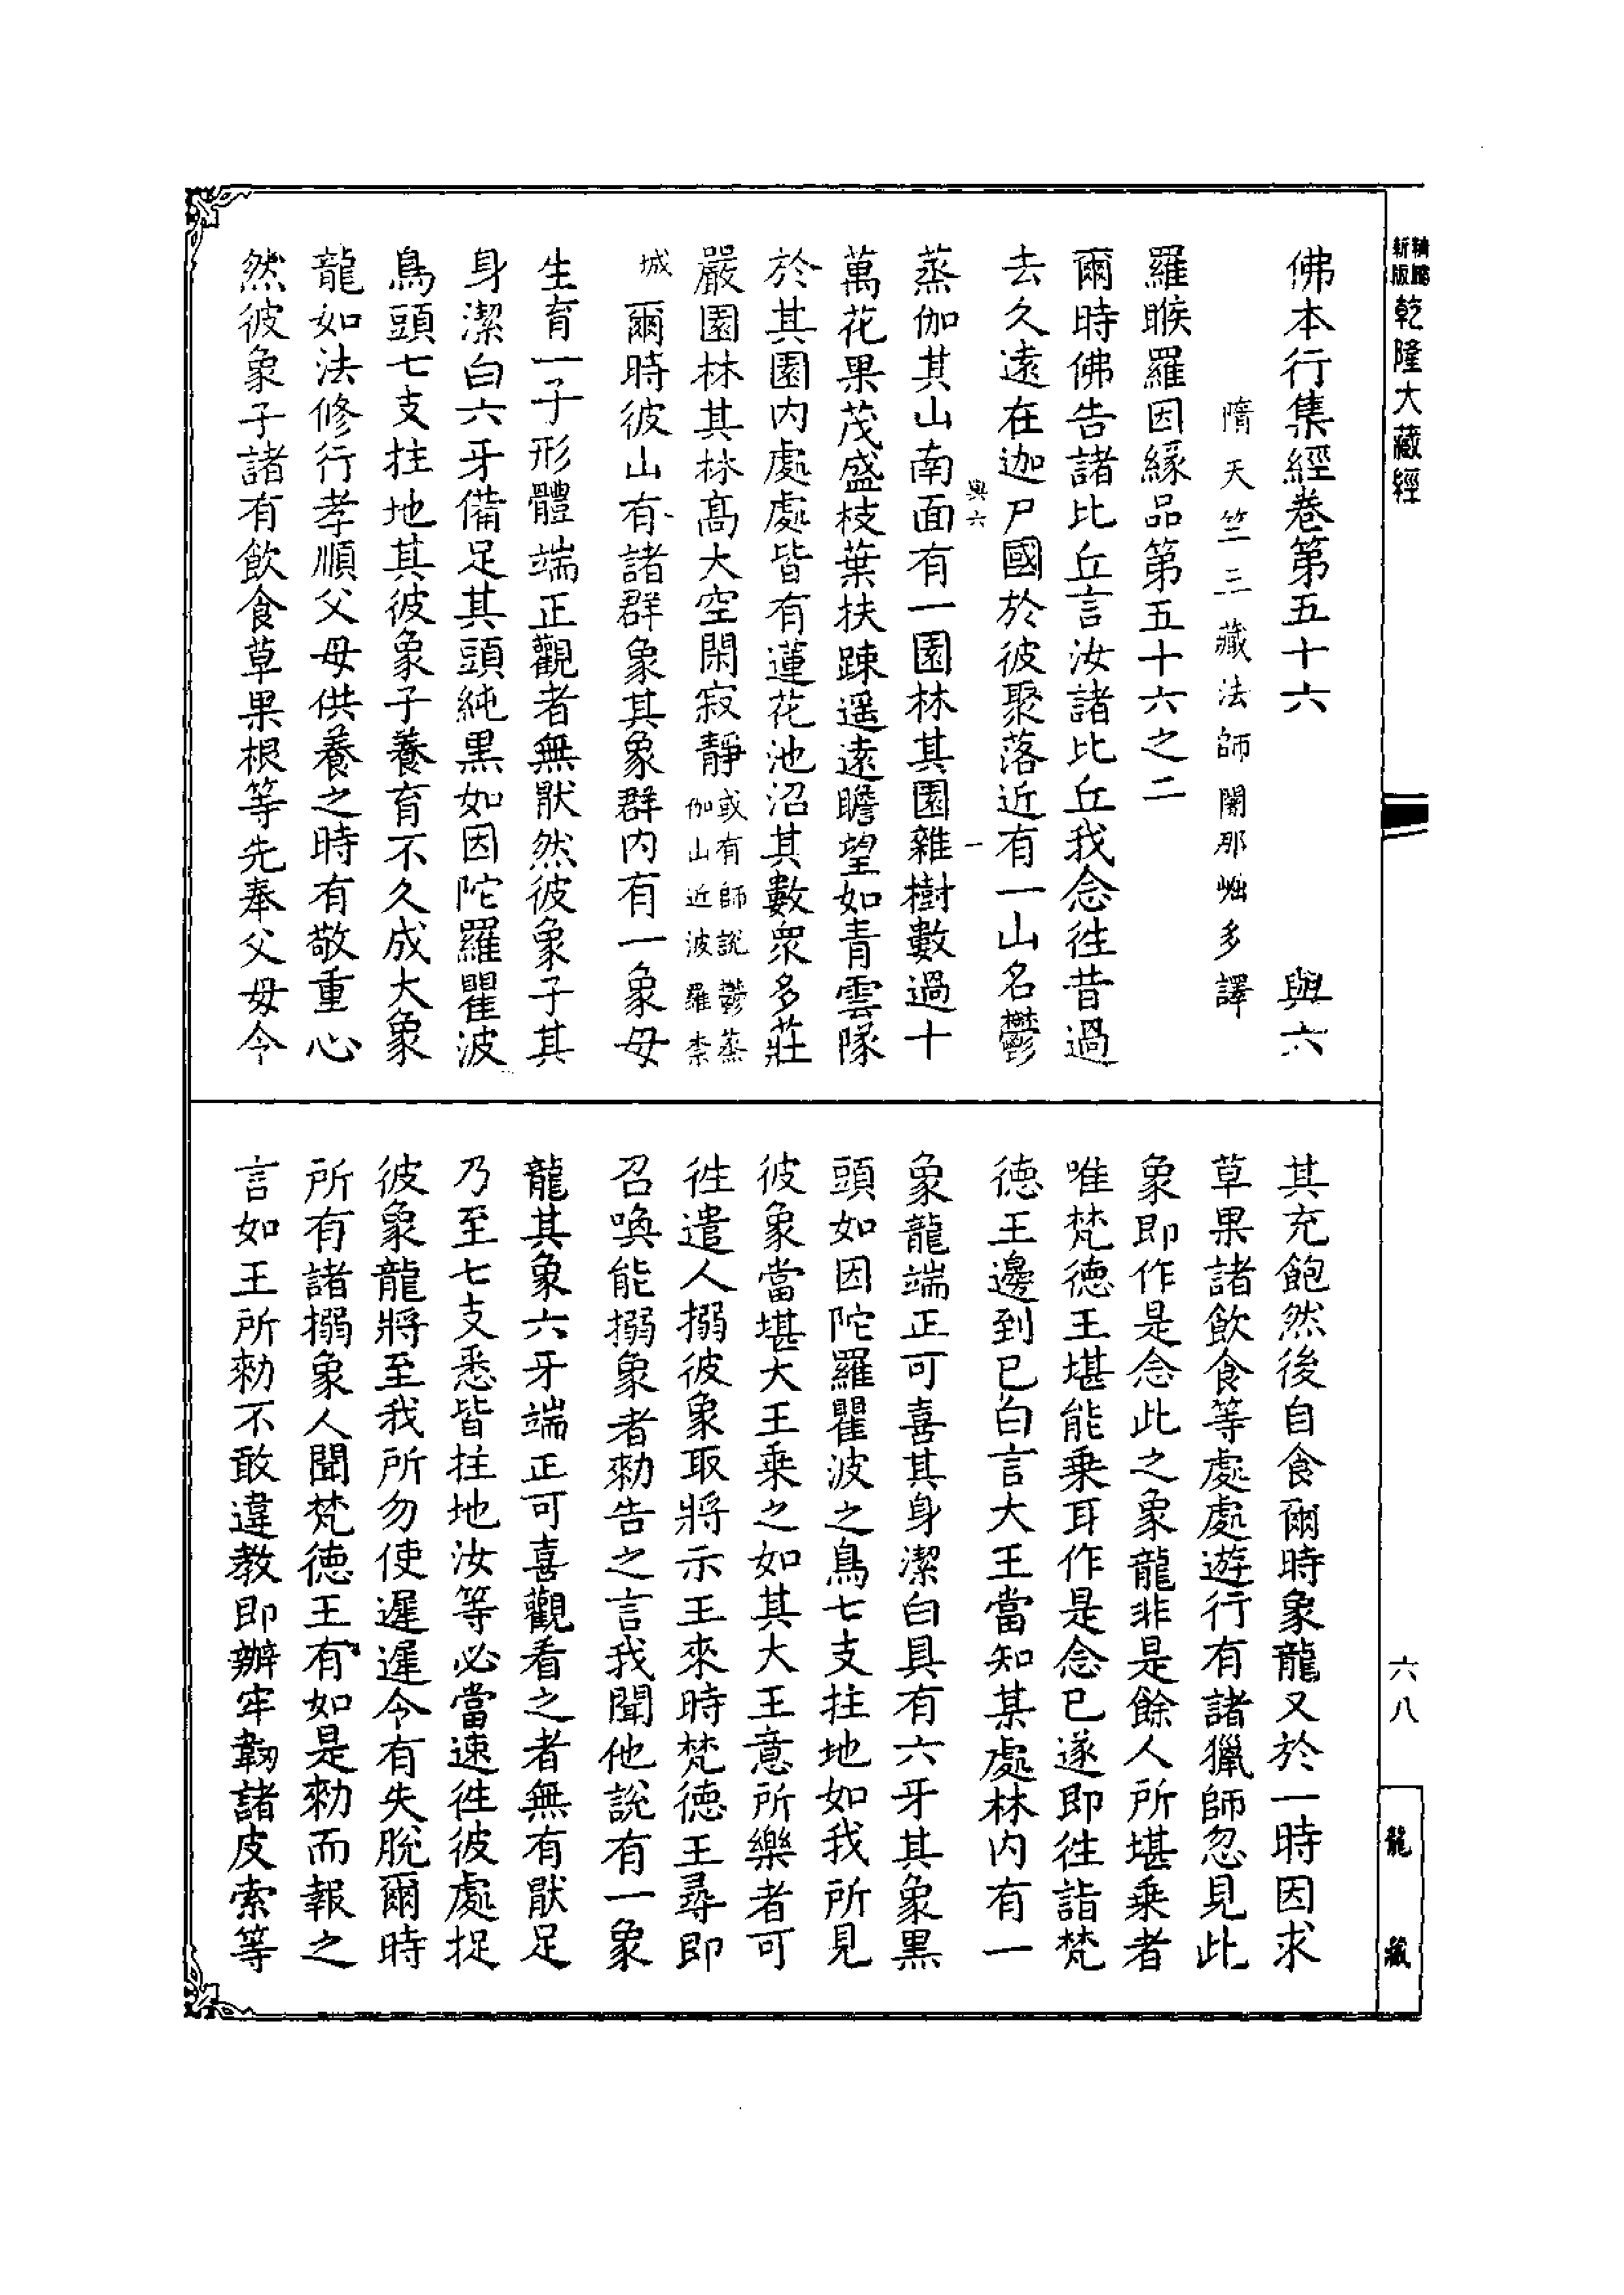 新版
乾隆大藏經
佛本行集經卷第五十六 與六
隋天竺三藏法師闍那崛多譯
羅睺羅因緣品第五十六之二
爾時佛告諸比丘言汝諸比丘我念徃昔過
去久遠在迦尸國於彼聚落近有一山名鬱
與六 一
蒸伽其山南面有一園林其園雜樹數過十
萬花果茂盛枝葉扶踈遥遠瞻望如青雲隊
於其園内處處皆有蓮花池沼其數衆多莊
嚴園林其林高大空閑寂靜或有師說鬱蒸
伽山近波羅柰
城爾時彼山有諸群象其象群内有一象母
生育一子形體端正觀者無猒然彼象子其
身潔白六牙備足其頭純黒如因陀羅瞿波
鳥頭七支拄地其彼象子養育不久成大象
龍如法修行孝順父母供養之時有敬重心
然彼象子諸有飲食草果根等先奉父母令
其充飽然後自食爾時象龍又於一時因求
草果諸飲食等處處遊行有諸獵師忽見此
象即作是念此之象龍非是餘人所堪乗者
唯梵徳王堪能乗耳作是念已遂即徃詣梵
徳王邊到已白言大王當知某處林内有一
象龍端正可喜其身潔白具有六牙其象黒
頭如因陀羅瞿波之鳥七支拄地如我所見
彼象當堪大王乗之如其大王意所樂者可
徃遣人搦彼象取將示王來時梵徳王尋即
召喚能搦象者勑告之言我聞他説有一象
龍其象六牙端正可喜觀看之者無有猒足
乃至七支悉皆拄地汝等必當速徃彼處捉
彼象龍將至我所勿使遲遲令有失脱爾時
所有諸搦象人聞梵徳王有如是勑而報之
言如王所勑不敢違教即辦牢韌諸皮索等
六八
龍藏